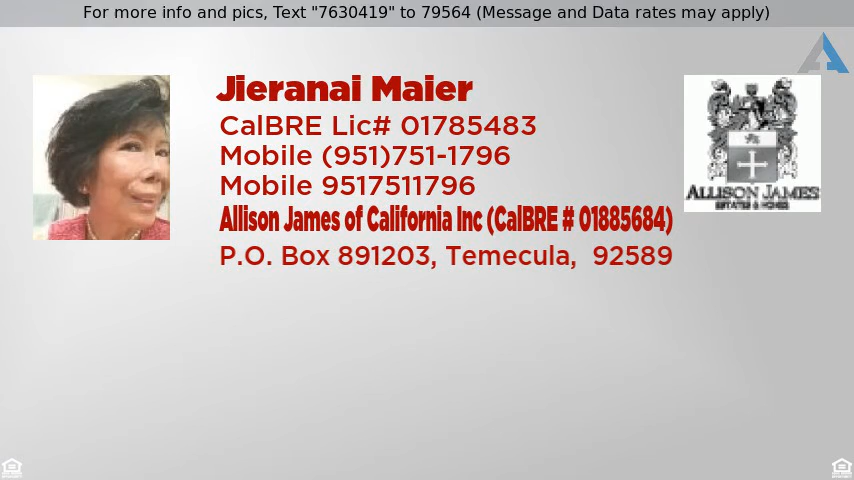 For more info and pics, Text "7630419" to 79564 (Message and Data rates may apply)
Jieranai Maier
CalBRE Lic# 01785483
Mobile (951)751-1796
Mobile 9517511796
Allison James of California Inc (CalBRE # 01885684)
P.O. Box 891203, Temecula,  92589
ALLISON JAMES
ESTATES & HOMES